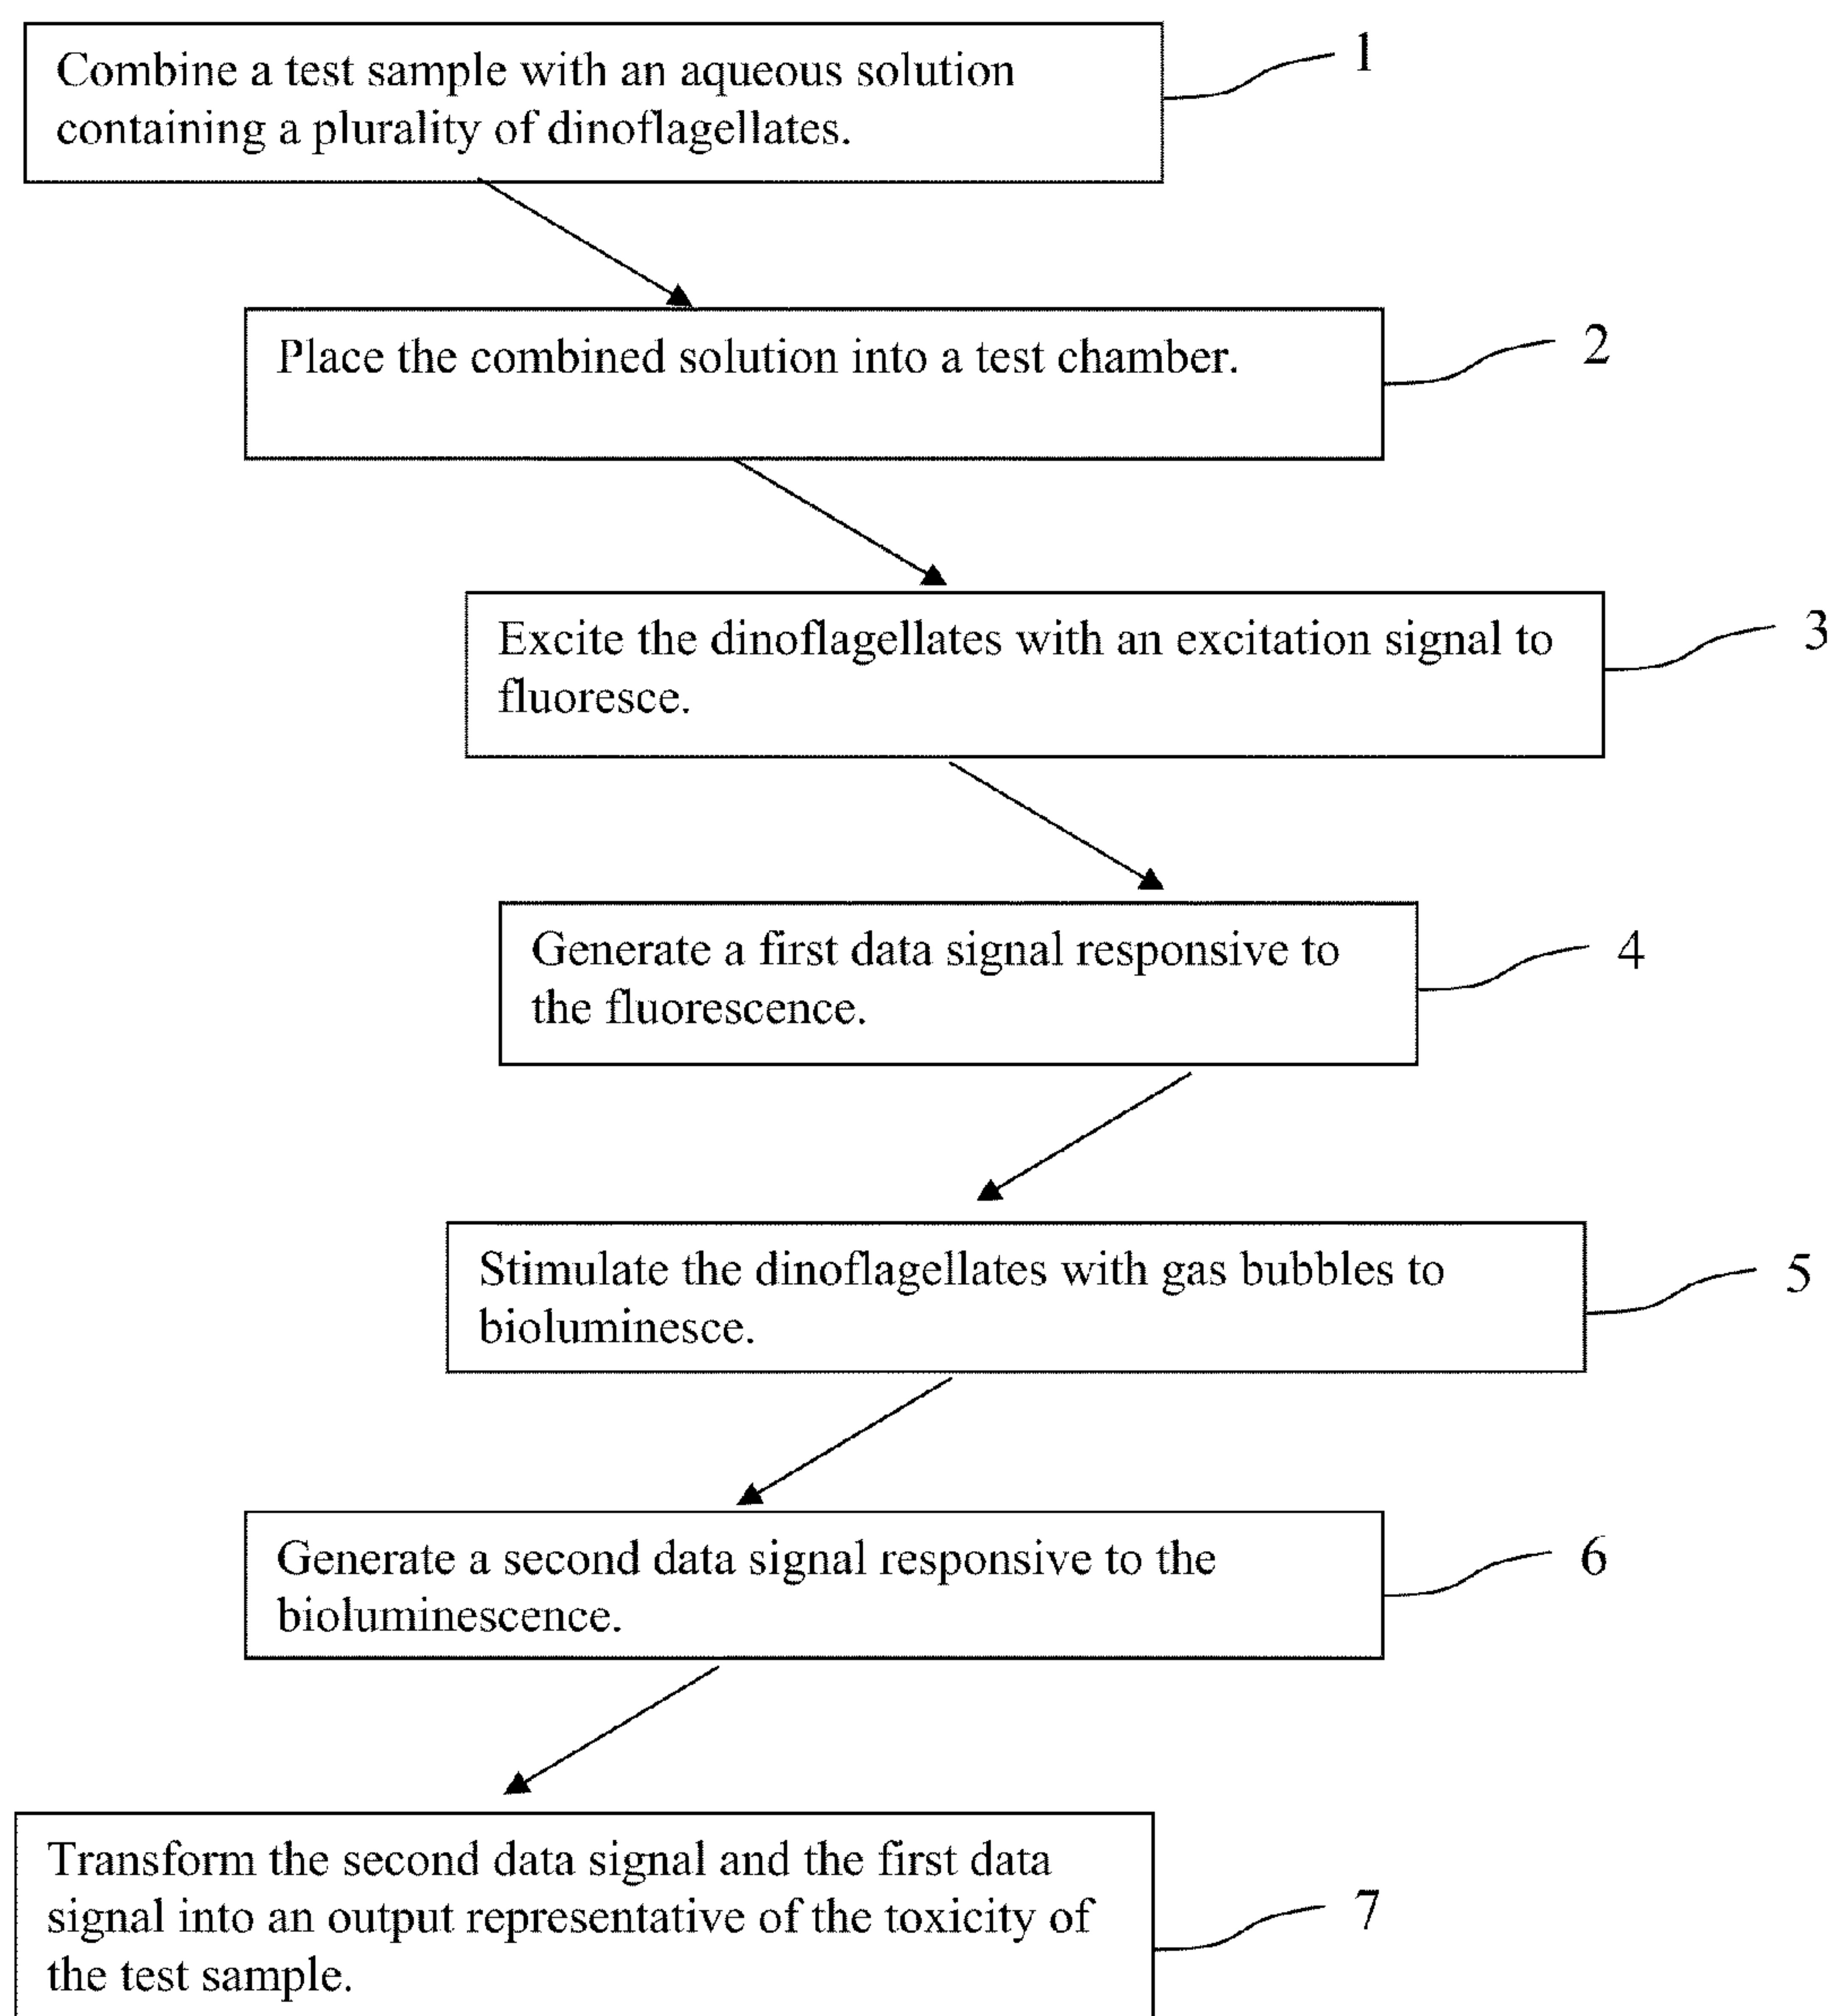 Combine a test sample with an aqueous solution
containing a plurality of dinoflagellates.
1
Place the combined solution into a test chamber.
2
Excite the dinoflagellates with an excitation signal to
fluoresce.
3
Generate a first data signal responsive to
the fluorescence.
4
Stimulate the dinoflagellates with gas bubbles to
bioluminesce.
5
Generate a second data signal responsive to the
bioluminescence.
6
Transform the second data signal and the first data
signal into an output representative of the toxicity of
the test sample.
7